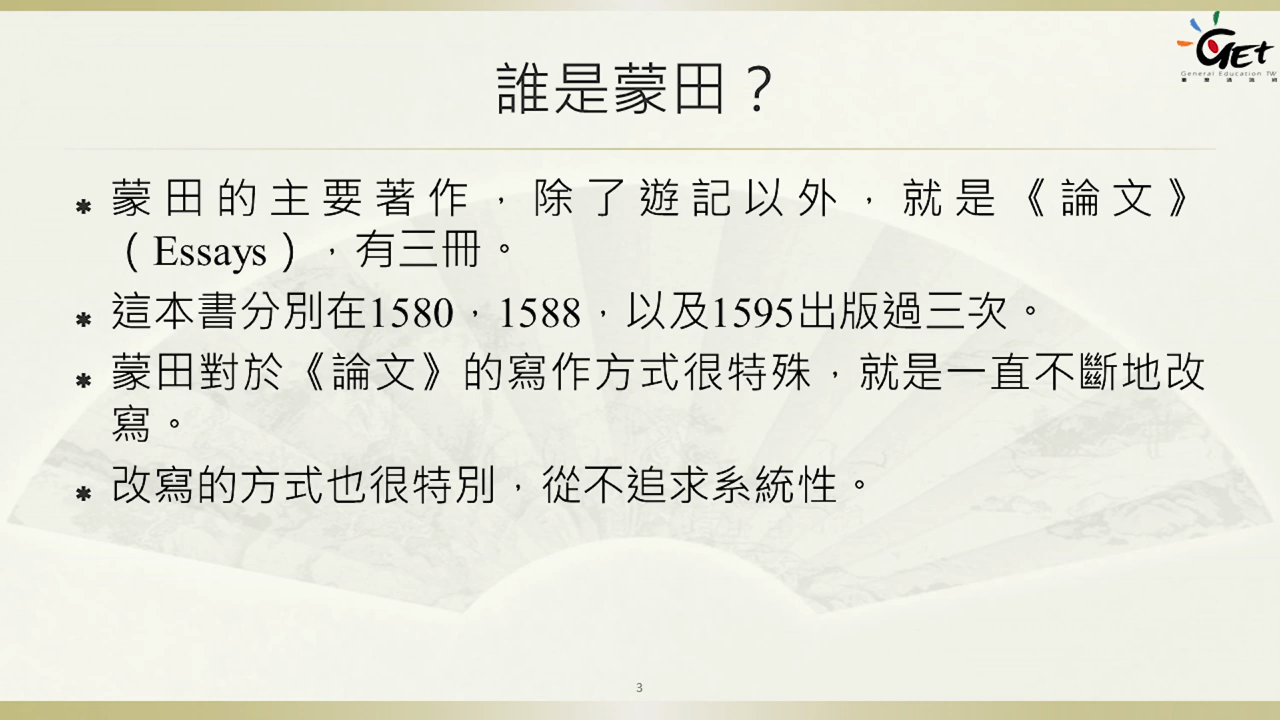 GEt
General Education TW
誰是蒙田？
蒙田的主要著作，除了遊記以外，就是《論文》
（Essays），有三冊。
這本書分別在1580，1588，以及1595出版過三次。
蒙田對於《論文》的寫作方式很特殊，就是一直不斷地改
寫。
改寫的方式也很特別，從不追求系統性。
3